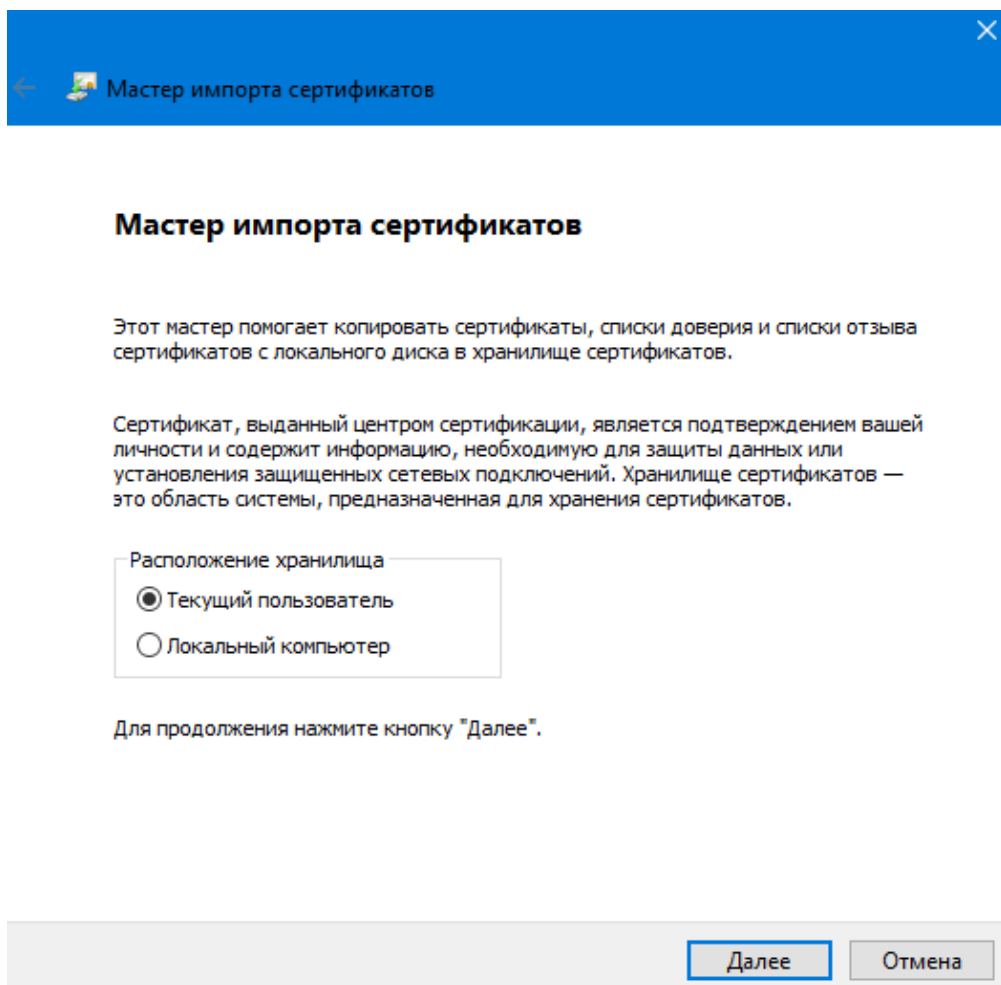 Мастер импорта сертификатов
Мастер импорта сертификатов
Этот мастер помогает копировать сертификаты, списки доверия и списки отзыва
сертификатов с локального диска в хранилище сертификатов.
Сертификат, выданный центром сертификации, является подтверждением вашей
личности и содержит информацию, необходимую для защиты данных или
установления защищенных сетевых подключений. Хранилище сертификатов —
это область системы, предназначенная для хранения сертификатов.
Расположение хранилища
Текущий пользователь
Локальный компьютер
Для продолжения нажмите кнопку "Далее".
Далее
Отмена